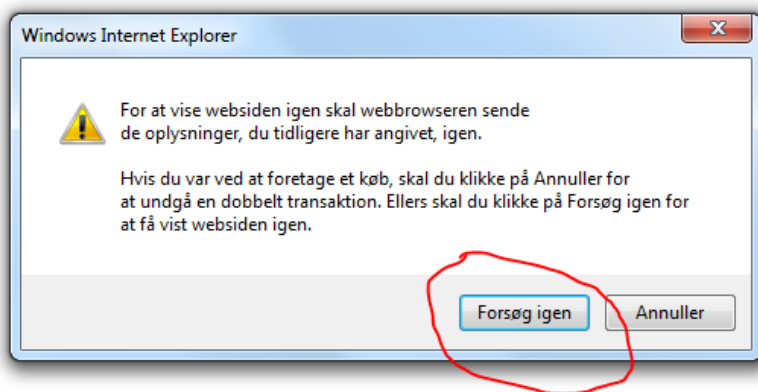 Windows Internet Explorer
For at vise websiden igen skal webbrowseren sende
de oplysninger, du tidligere har angivet, igen.
Hvis du var ved at foretage et køb, skal du klikke på Annuller for
at undgå en dobbelt transaktion. Ellers skal du klikke på Forsøg igen for
at få vist websiden igen.
Forsøg igen
Annuller